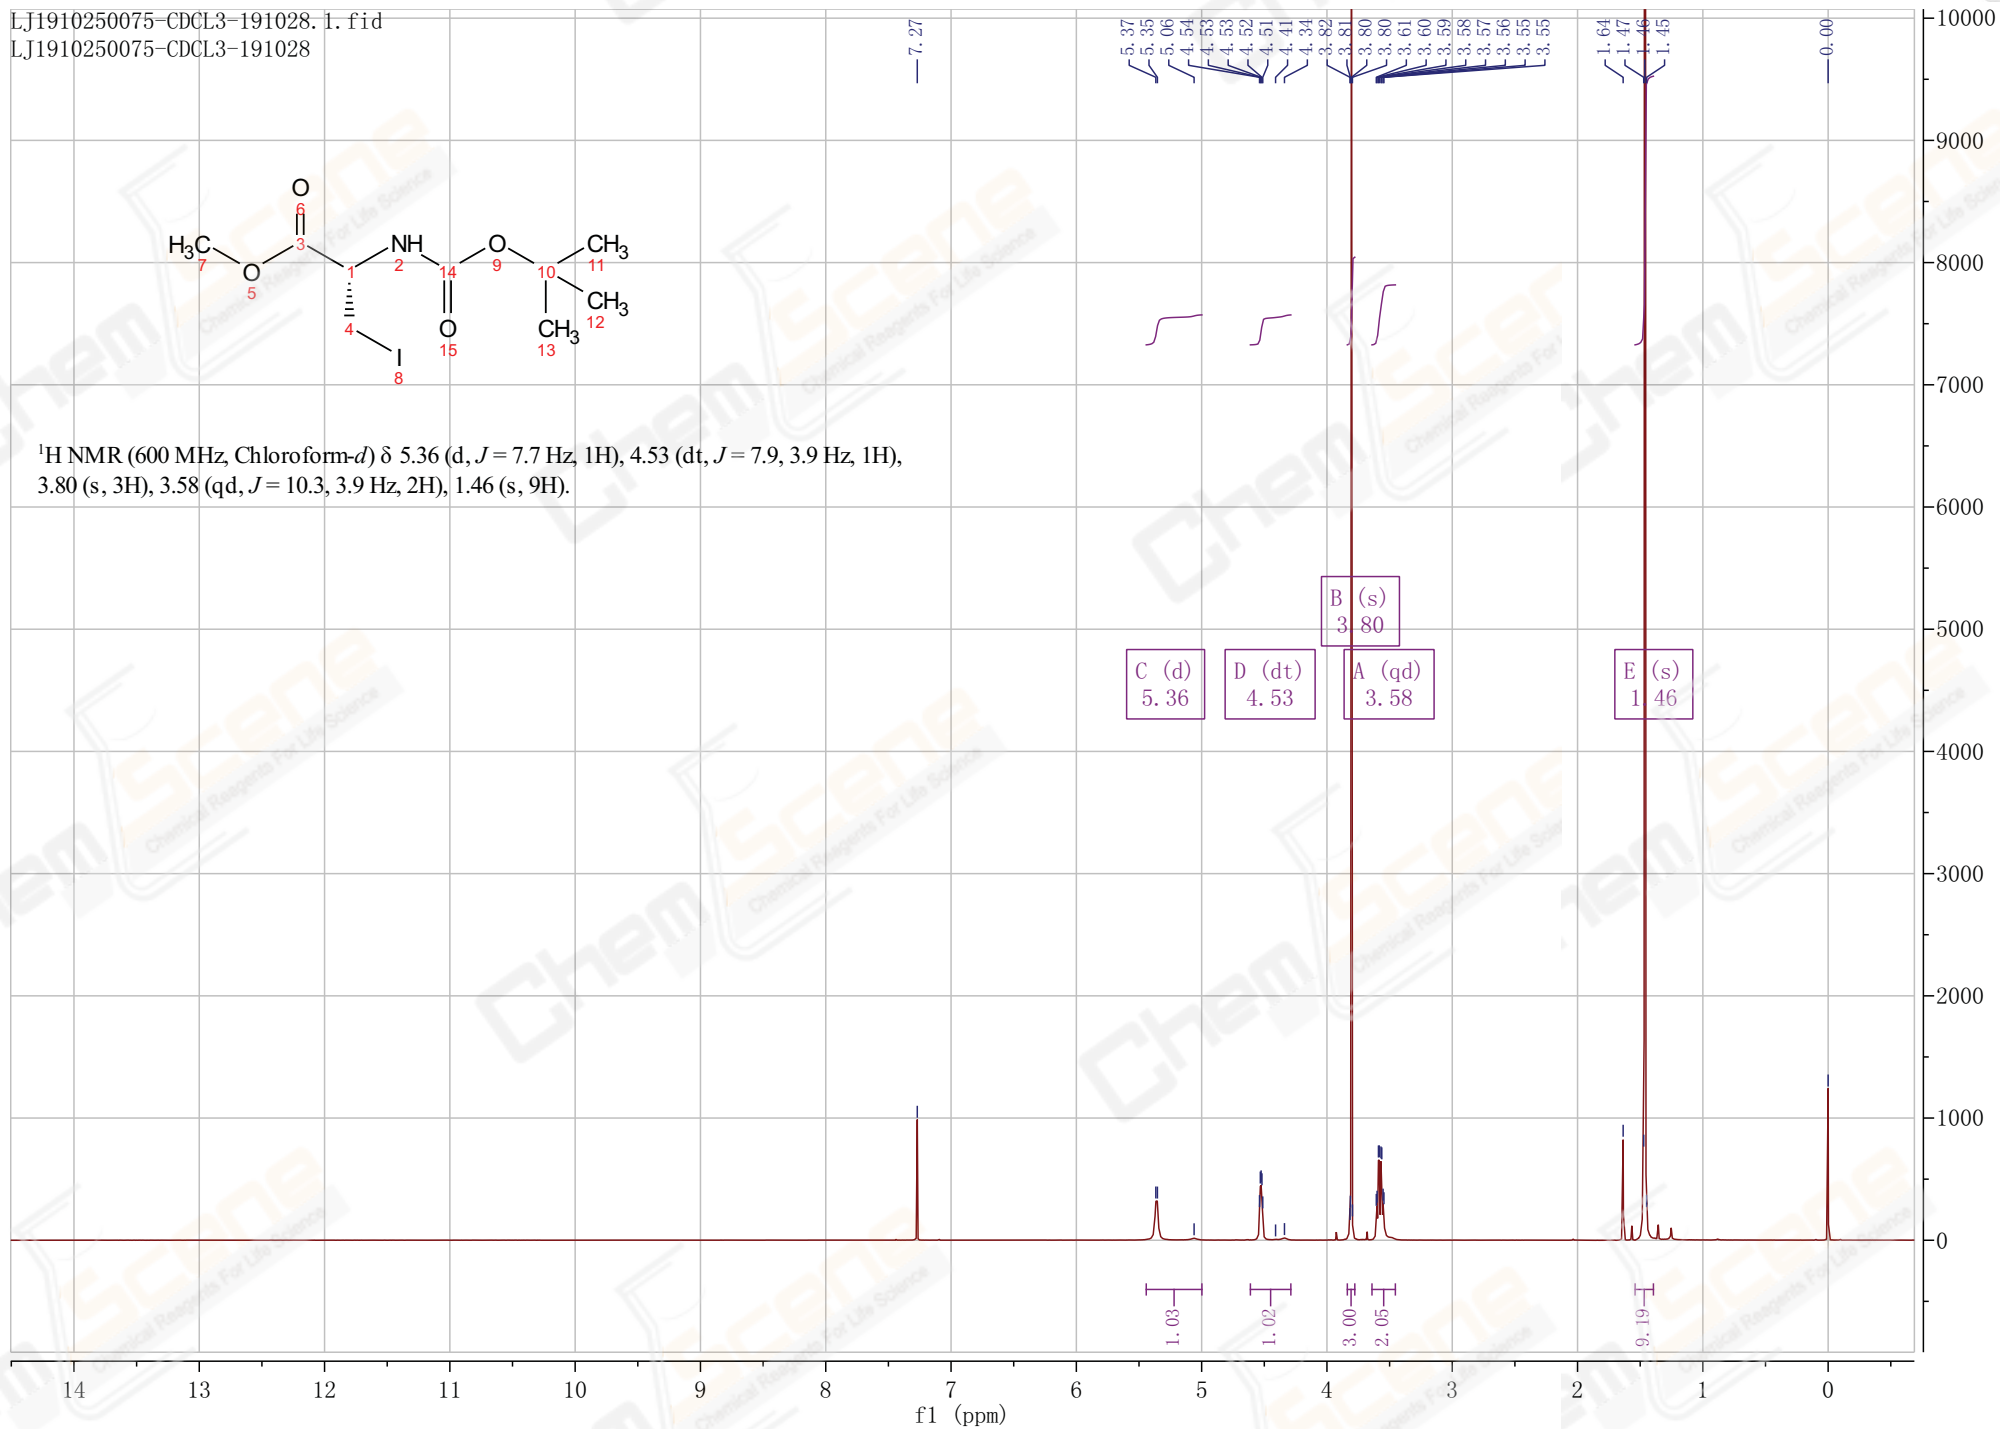 LJ1910250075-CDCL3-191028.1.fid
LJ1910250075-CDCL3-191028
7.27
5.37
5.35
5.06
4.54
4.53
4.53
4.52
4.51
4.41
4.34
3.82
3.81
3.80
3.80
3.61
3.60
3.59
3.58
3.57
3.56
3.55
3.55
1.64
1.47
1.46
1.45
0.00
O
6
H3C
7
O
5
3
1
NH
2
14
O
9
10
CH3
11
CH3
12
CH3
13
O
15
4
I
8
1H NMR (600 MHz, Chloroform-d) δ 5.36 (d, J = 7.7 Hz, 1H), 4.53 (dt, J = 7.9, 3.9 Hz, 1H),
3.80 (s, 3H), 3.58 (qd, J = 10.3, 3.9 Hz, 2H), 1.46 (s, 9H).
B (s)
3.80
C (d)
5.36
D (dt)
4.53
A (qd)
3.58
E (s)
1.46
1.03
1.02
3.00
2.05
9.19
14 13 12 11 10 9 8 7 6 5 4 3 2 1 0
f1 (ppm)
10000
9000
8000
7000
6000
5000
4000
3000
2000
1000
0
ChemScene
Chemical Reagents For Life Science